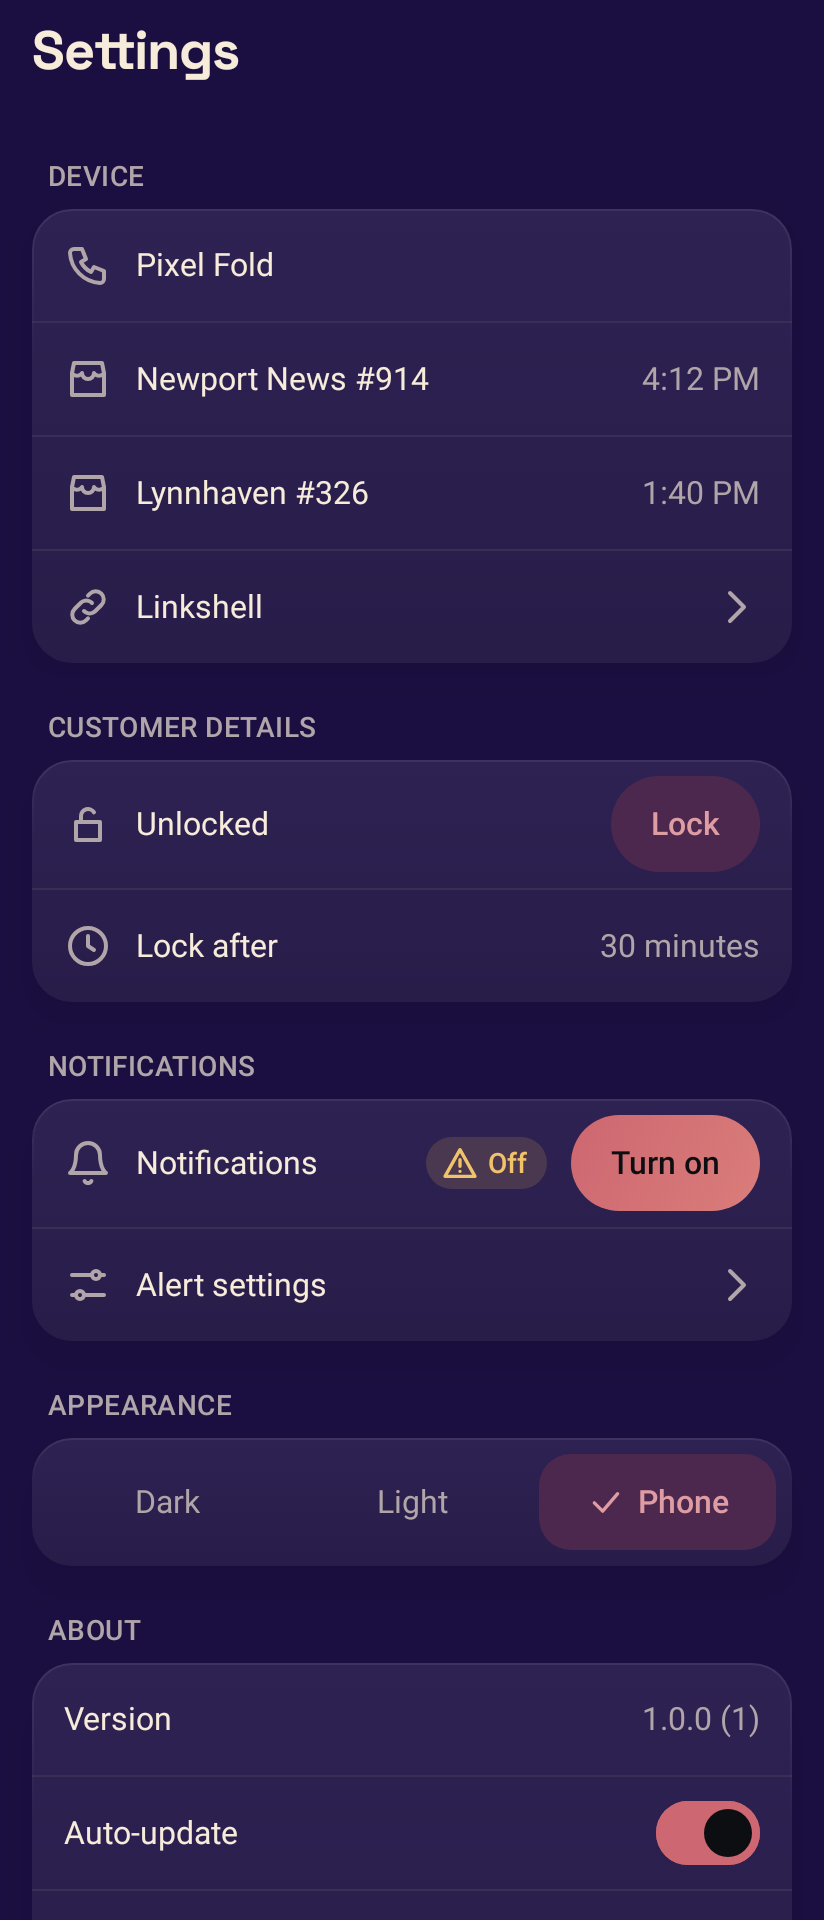 Settings
DEVICE
Pixel Fold
Newport News #914 4:12 PM
Lynnhaven #326 1:40 PM
Linkshell
CUSTOMER DETAILS
Unlocked Lock
Lock after 30 minutes
NOTIFICATIONS
Notifications Off Turn on
Alert settings
APPEARANCE
Dark Light Phone
ABOUT
Version 1.0.0 (1)
Auto-update